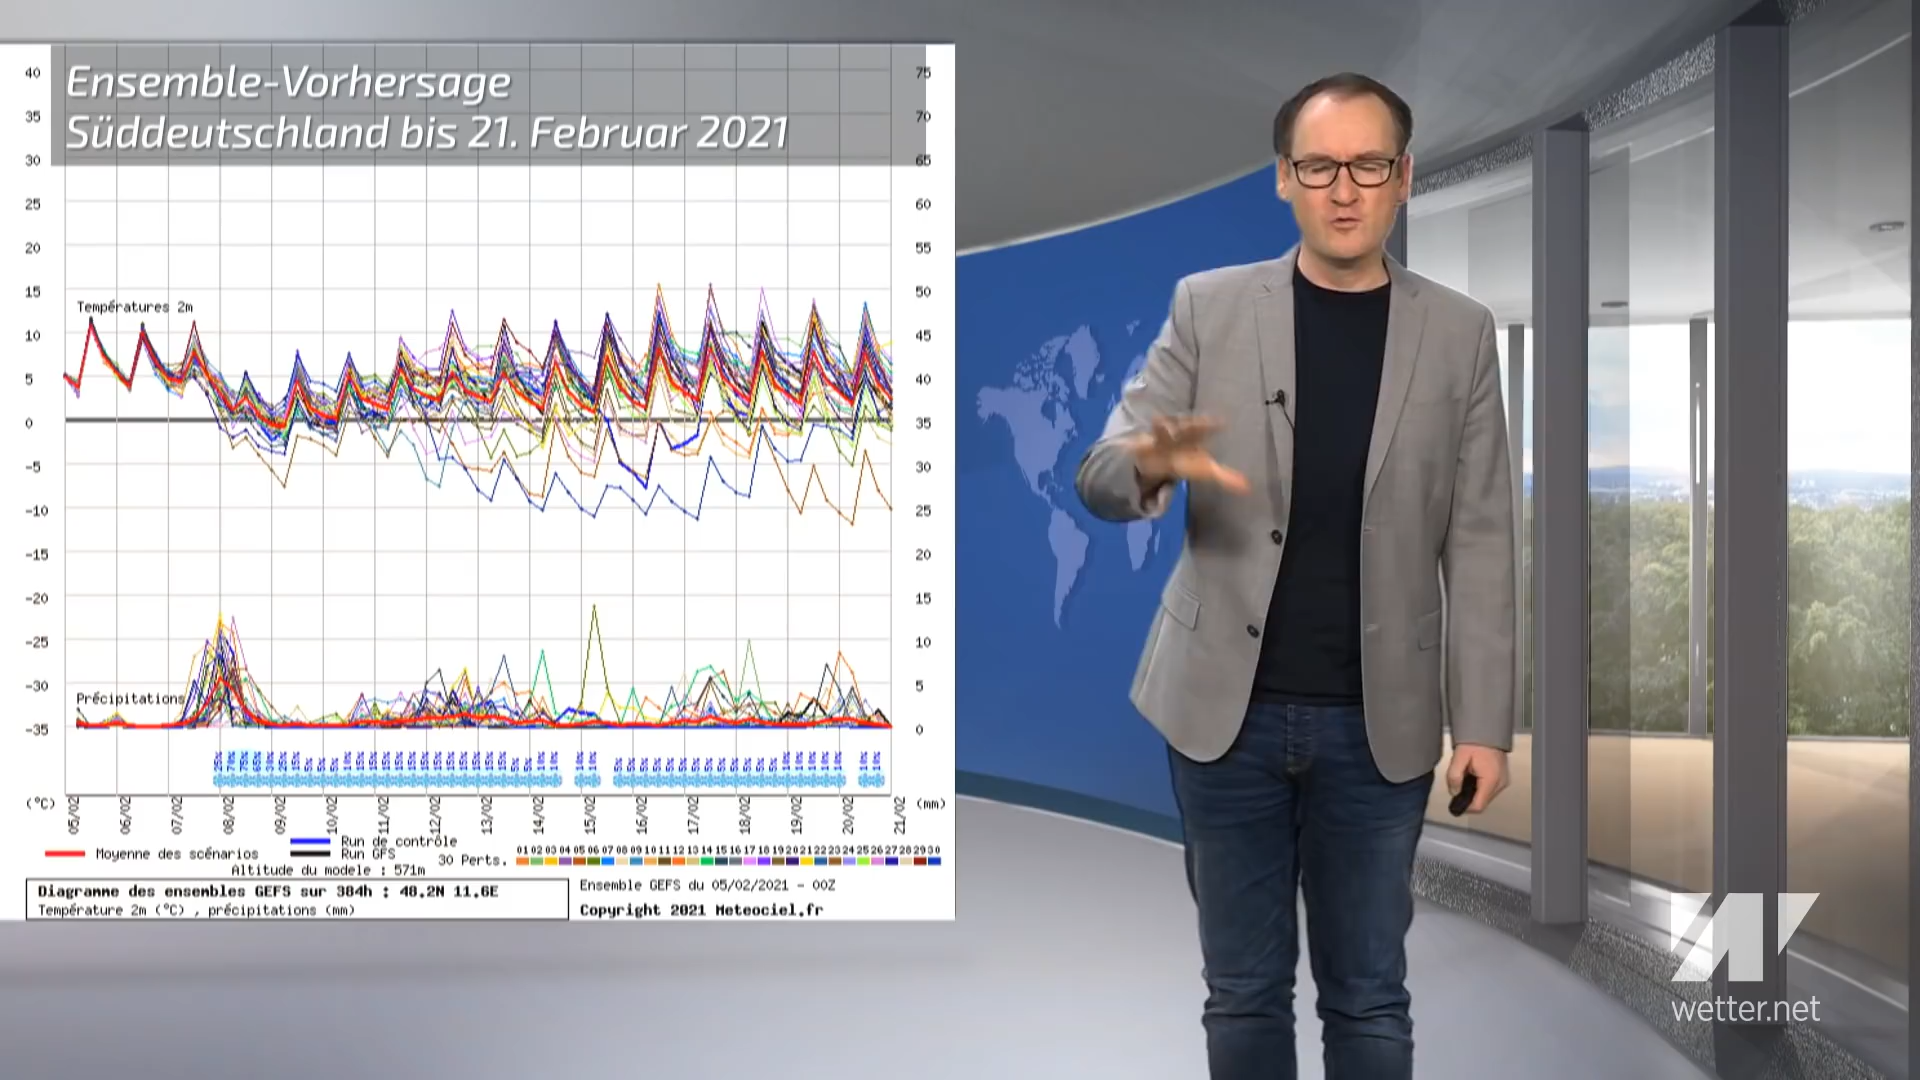 Ensemble-Vorhersage
Süddeutschland bis 21. Februar 2021
40
35
30
25
20
15
10
5
0
-5
-10
-15
-20
-25
-30
-35
(°C)
75
70
65
60
55
50
45
40
35
30
25
20
15
10
5
0
(mm)
Températures 2m
Précipitations
05/02 06/02 07/02 08/02 09/02 10/02 11/02 12/02 13/02 14/02 15/02 16/02 17/02 18/02 19/02 20/02 21/02
Run de contrôle
Moyenne des scénarios
Run GFS
30 Perts.
01 02 03 04 05 06 07 08 09 10 11 12 13 14 15 16 17 18 19 20 21 22 23 24 25 26 27 28 29 30
Altitude du modele : 571m
Diagramme des ensembles GEFS sur 384h : 48.2N 11.6E
Température 2m (°C) , précipitations (mm)
Ensemble GEFS du 05/02/2021 - 00Z
Copyright 2021 Meteociel.fr
wetter.net